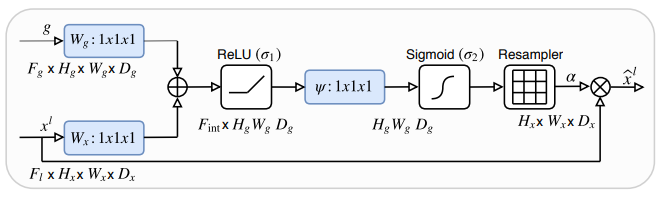 g
W_g : 1x1x1
F_g x H_g x W_g x D_g
ReLU (σ_1)
ψ : 1x1x1
Sigmoid (σ_2)
Resampler
α
x̂^l
F_int x H_g W_g D_g
H_g W_g D_g
H_x x W_x x D_x
x^l
W_x : 1x1x1
F_l x H_x x W_x x D_x